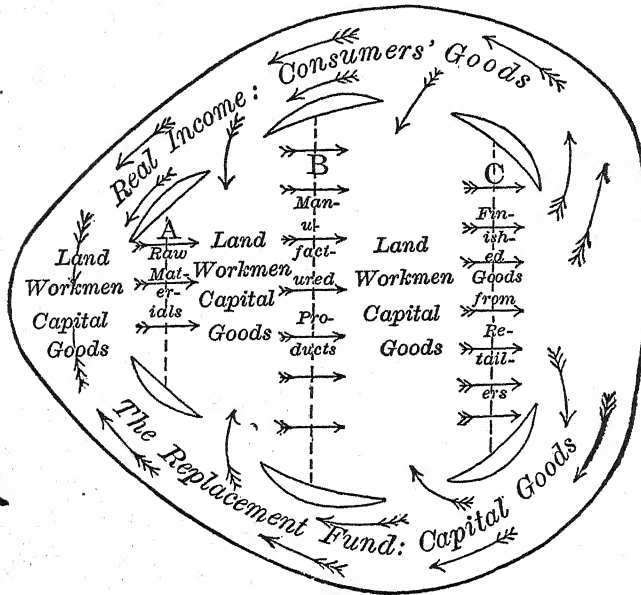 Real Income: Consumers' Goods
A
Raw
Mat-
er-
ials
B
Man-
u-
fact-
ured
Pro-
ducts
C
Fin-
ish-
ed
Goods
from
Re-
tail-
ers
Land
Workmen
Capital
Goods
Land
Workmen
Capital
Goods
Land
Workmen
Capital
Goods
The Replacement Fund: Capital Goods